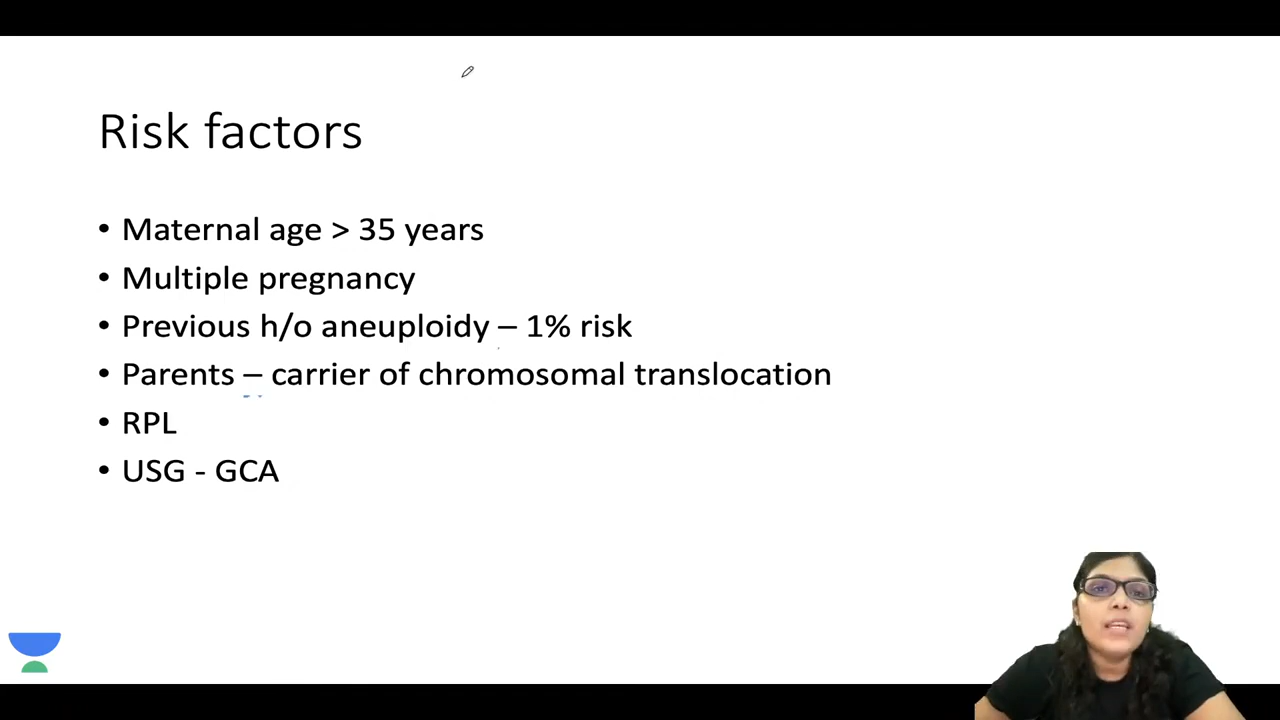 Risk factors
• Maternal age > 35 years
• Multiple pregnancy
• Previous h/o aneuploidy – 1% risk
• Parents – carrier of chromosomal translocation
• RPL
• USG - GCA